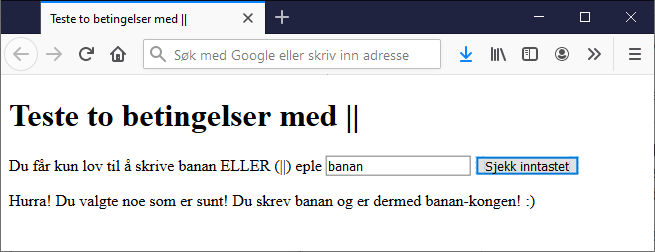 Teste to betingelser med ||
Søk med Google eller skriv inn adresse
Teste to betingelser med ||
Du får kun lov til å skrive banan ELLER (||) eple banan Sjekk inntastet
Hurra! Du valgte noe som er sunt! Du skrev banan og er dermed banan-kongen! :)